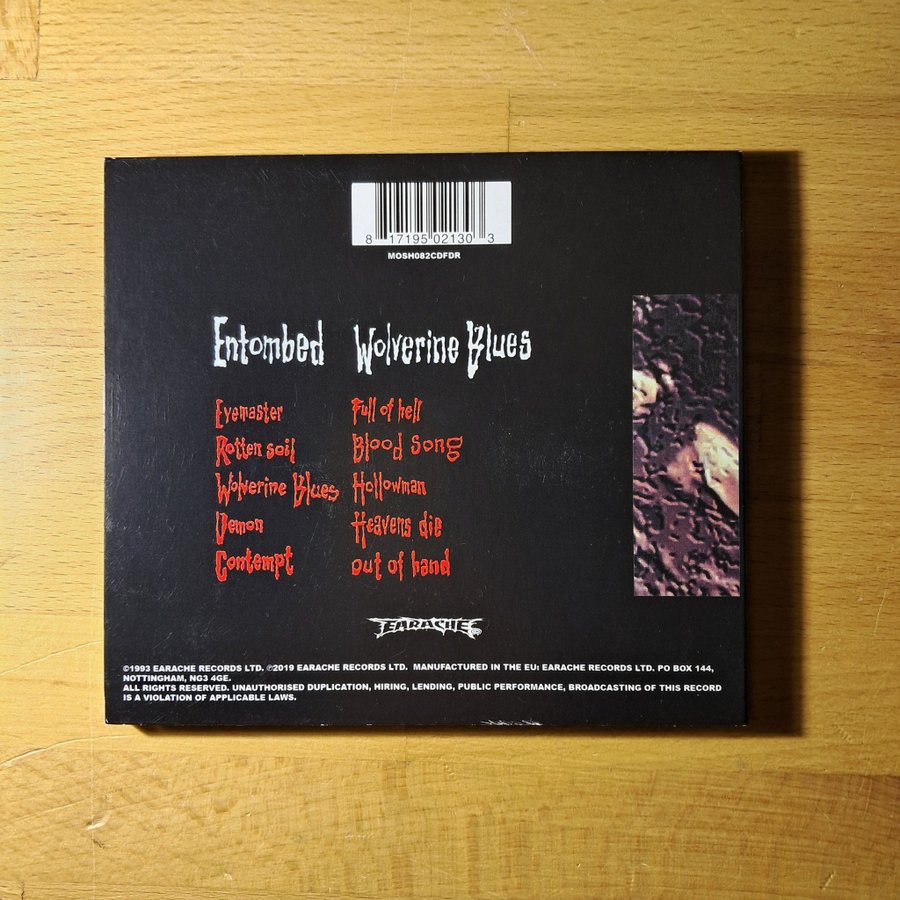 8 17195 02130 3
MOSH082CDFDR
Entombed Wolverine Blues
Eyemaster
Rotten soil
Wolverine Blues
Demon
Contempt
Full of hell
Blood song
Hollowman
Heavens die
out of hand
EARACHE
©1993 EARACHE RECORDS LTD. ℗2019 EARACHE RECORDS LTD. MANUFACTURED IN THE EU: EARACHE RECORDS LTD. PO BOX 144,
NOTTINGHAM, NG3 4GE.
ALL RIGHTS RESERVED. UNAUTHORISED DUPLICATION, HIRING, LENDING, PUBLIC PERFORMANCE, BROADCASTING OF THIS RECORD
IS A VIOLATION OF APPLICABLE LAWS.